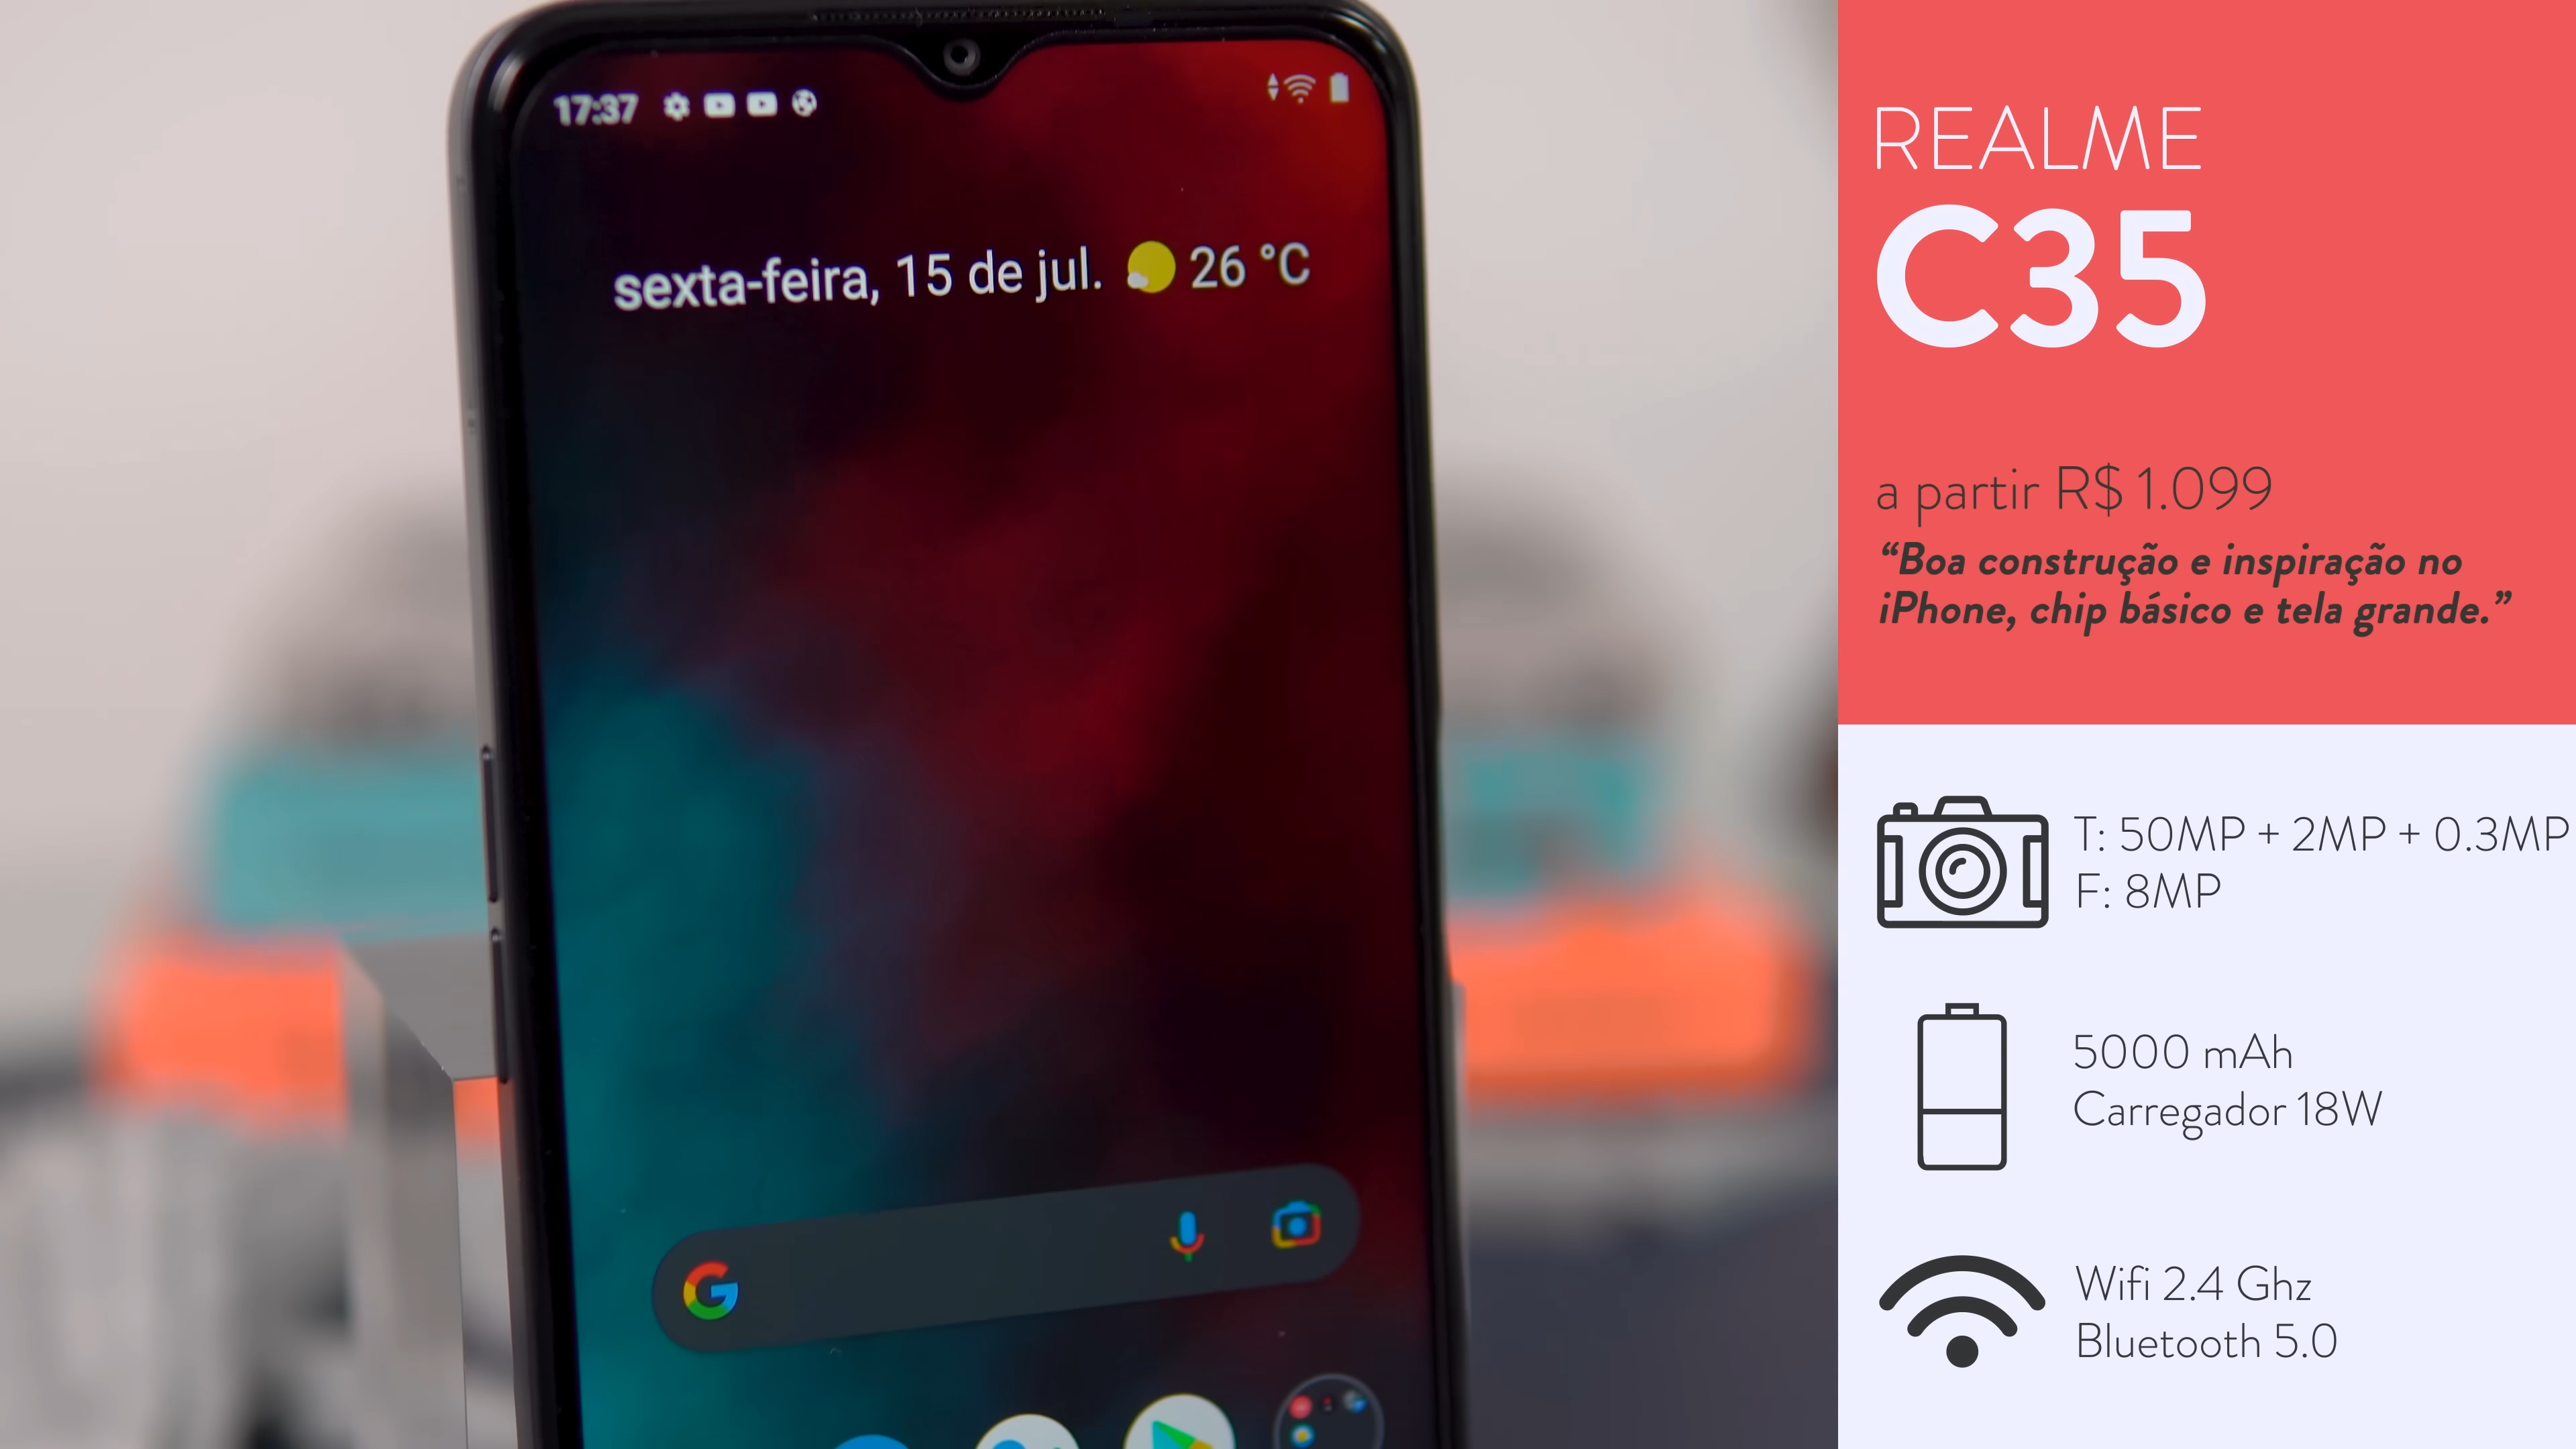 17:37
sexta-feira, 15 de jul. 26 °C
G
REALME
C35
a partir R$ 1.099
“Boa construção e inspiração no
iPhone, chip básico e tela grande.”
T: 50MP + 2MP + 0.3MP
F: 8MP
5000 mAh
Carregador 18W
Wifi 2.4 Ghz
Bluetooth 5.0